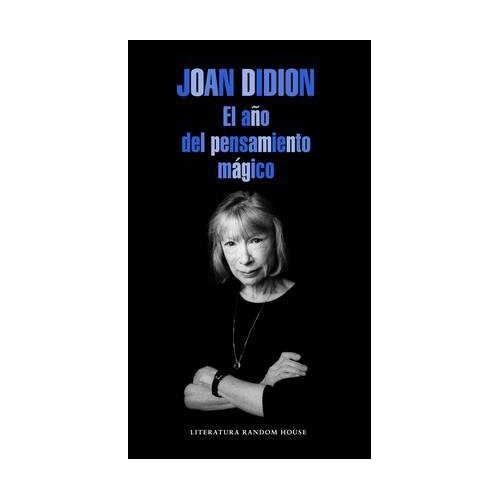 JOAN DIDION
El año
del pensamiento
mágico
LITERATURA RANDOM HOUSE